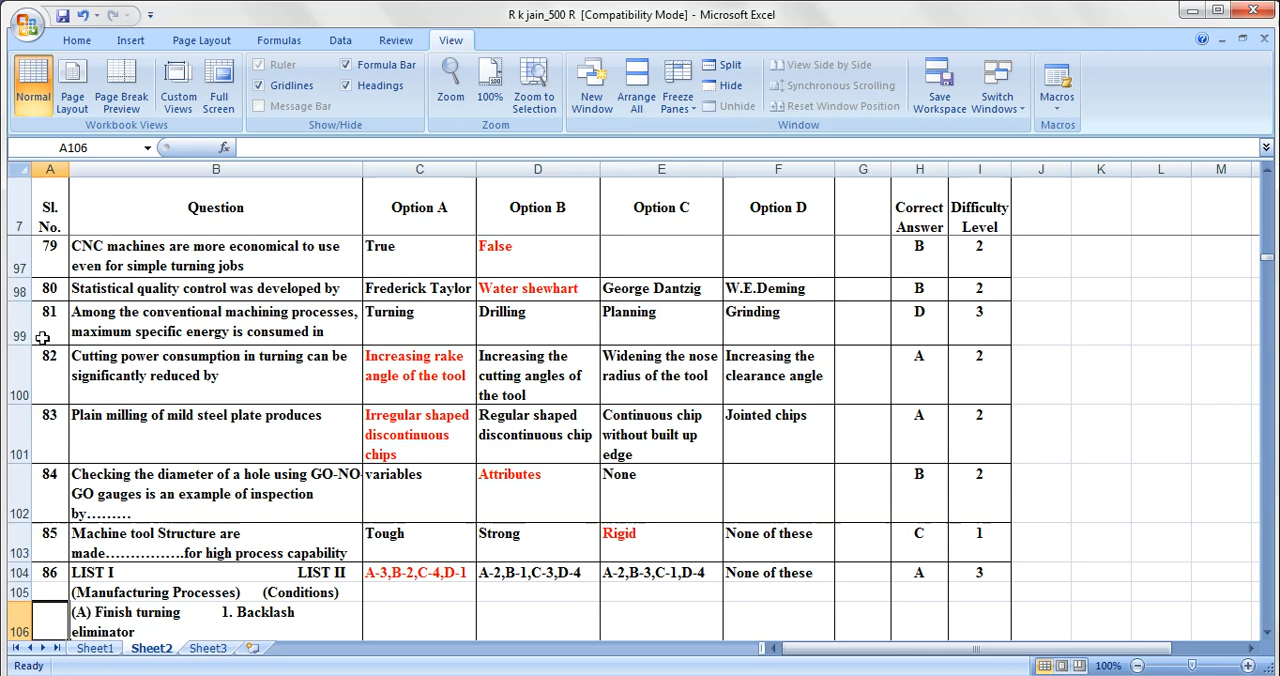 R k jain_500 R [Compatibility Mode] - Microsoft Excel
Home Insert Page Layout Formulas Data Review View
Normal Page Layout Page Break Preview Custom Views Full Screen
Workbook Views
Ruler Formula Bar
Gridlines Headings
Message Bar
Show/Hide
Zoom 100% Zoom to Selection
Zoom
New Window Arrange All Freeze Panes
Split
Hide
Unhide
View Side by Side
Synchronous Scrolling
Reset Window Position
Window
Save Workspace Switch Windows
Macros
Macros
A106 fx
A B C D E F G H I J K L M
7 Sl. No. Question Option A Option B Option C Option D Correct Answer Difficulty Level
97 79 CNC machines are more economical to use even for simple turning jobs True False B 2
98 80 Statistical quality control was developed by Frederick Taylor Water shewhart George Dantzig W.E.Deming B 2
99 81 Among the conventional machining processes, maximum specific energy is consumed in Turning Drilling Planning Grinding D 3
100 82 Cutting power consumption in turning can be significantly reduced by Increasing rake angle of the tool Increasing the cutting angles of the tool Widening the nose radius of the tool Increasing the clearance angle A 2
101 83 Plain milling of mild steel plate produces Irregular shaped discontinuous chips Regular shaped discontinuous chip Continuous chip without built up edge Jointed chips A 2
102 84 Checking the diameter of a hole using GO-NO-GO gauges is an example of inspection by……… variables Attributes None B 2
103 85 Machine tool Structure are made…………….for high process capability Tough Strong Rigid None of these C 1
104 86 LIST I LIST II A-3,B-2,C-4,D-1 A-2,B-1,C-3,D-4 A-2,B-3,C-1,D-4 None of these A 3
105 (Manufacturing Processes) (Conditions)
106 (A) Finish turning 1. Backlash eliminator
Sheet1 Sheet2 Sheet3
Ready 100%